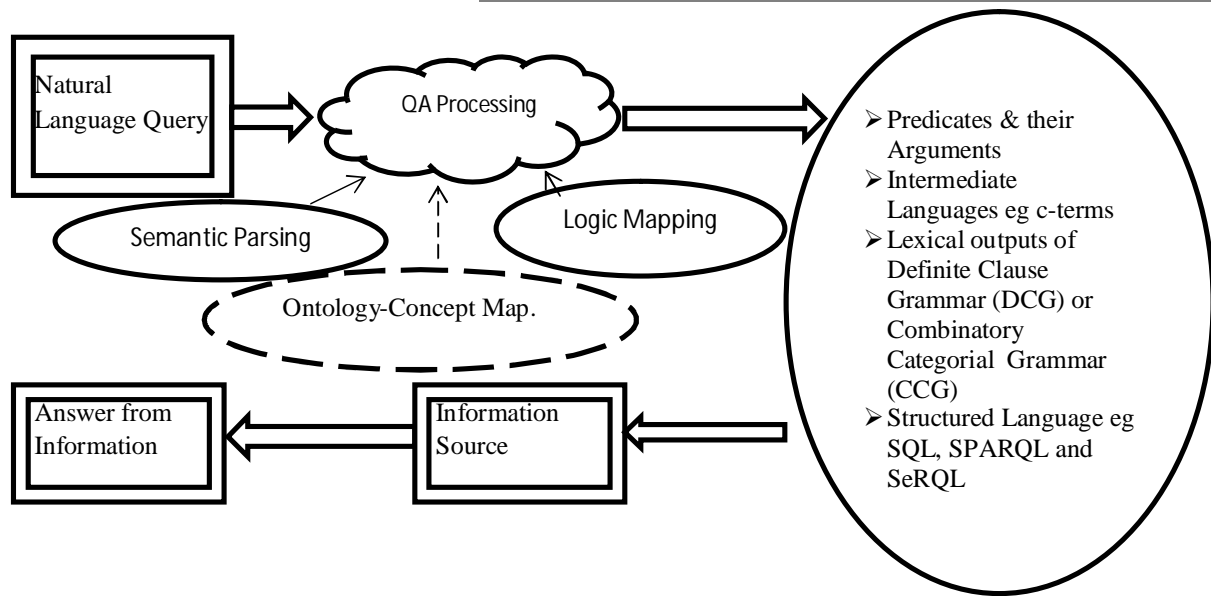 Natural
Language Query
QA Processing
Semantic Parsing
Logic Mapping
Ontology-Concept Map.
➢ Predicates & their
Arguments
➢ Intermediate
Languages eg c-terms
➢ Lexical outputs of
Definite Clause
Grammar (DCG) or
Combinatory
Categorial Grammar
(CCG)
➢ Structured Language eg
SQL, SPARQL and
SeRQL
Information
Source
Answer from
Information